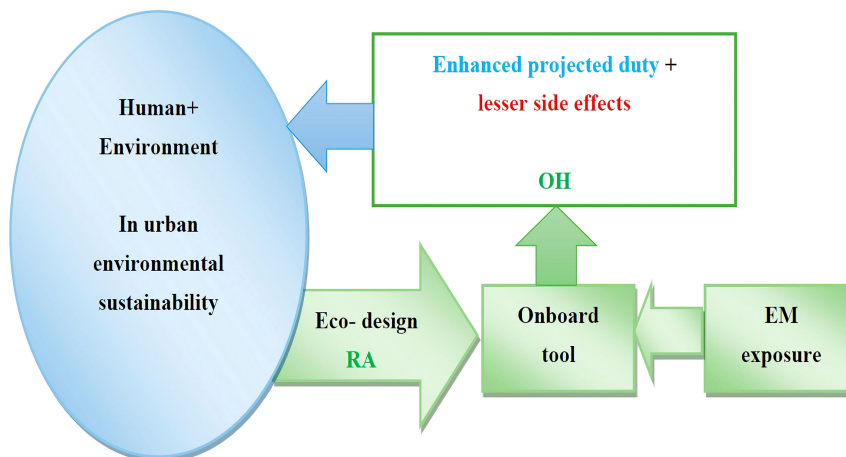 Human+
Environment
In urban
environmental
sustainability
Enhanced projected duty +
lesser side effects
OH
Eco- design
RA
Onboard
tool
EM
exposure